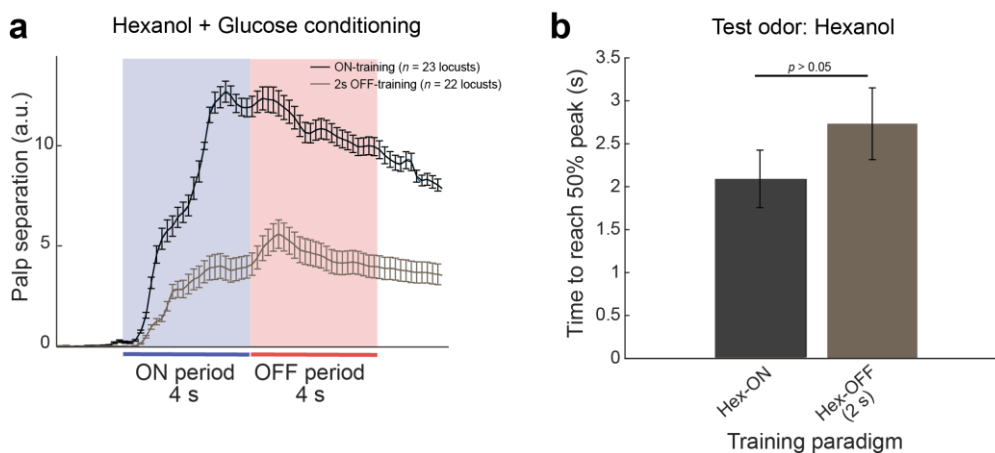 a
Hexanol + Glucose conditioning
ON-training (n = 23 locusts)
2s OFF-training (n = 22 locusts)
Palp separation (a.u.)
10
5
0
ON period
4 s
OFF period
4 s
b
Test odor: Hexanol
p > 0.05
Time to reach 50% peak (s)
3.5
3
2.5
2
1.5
1
0.5
0
Hex-ON
Hex-OFF
(2 s)
Training paradigm